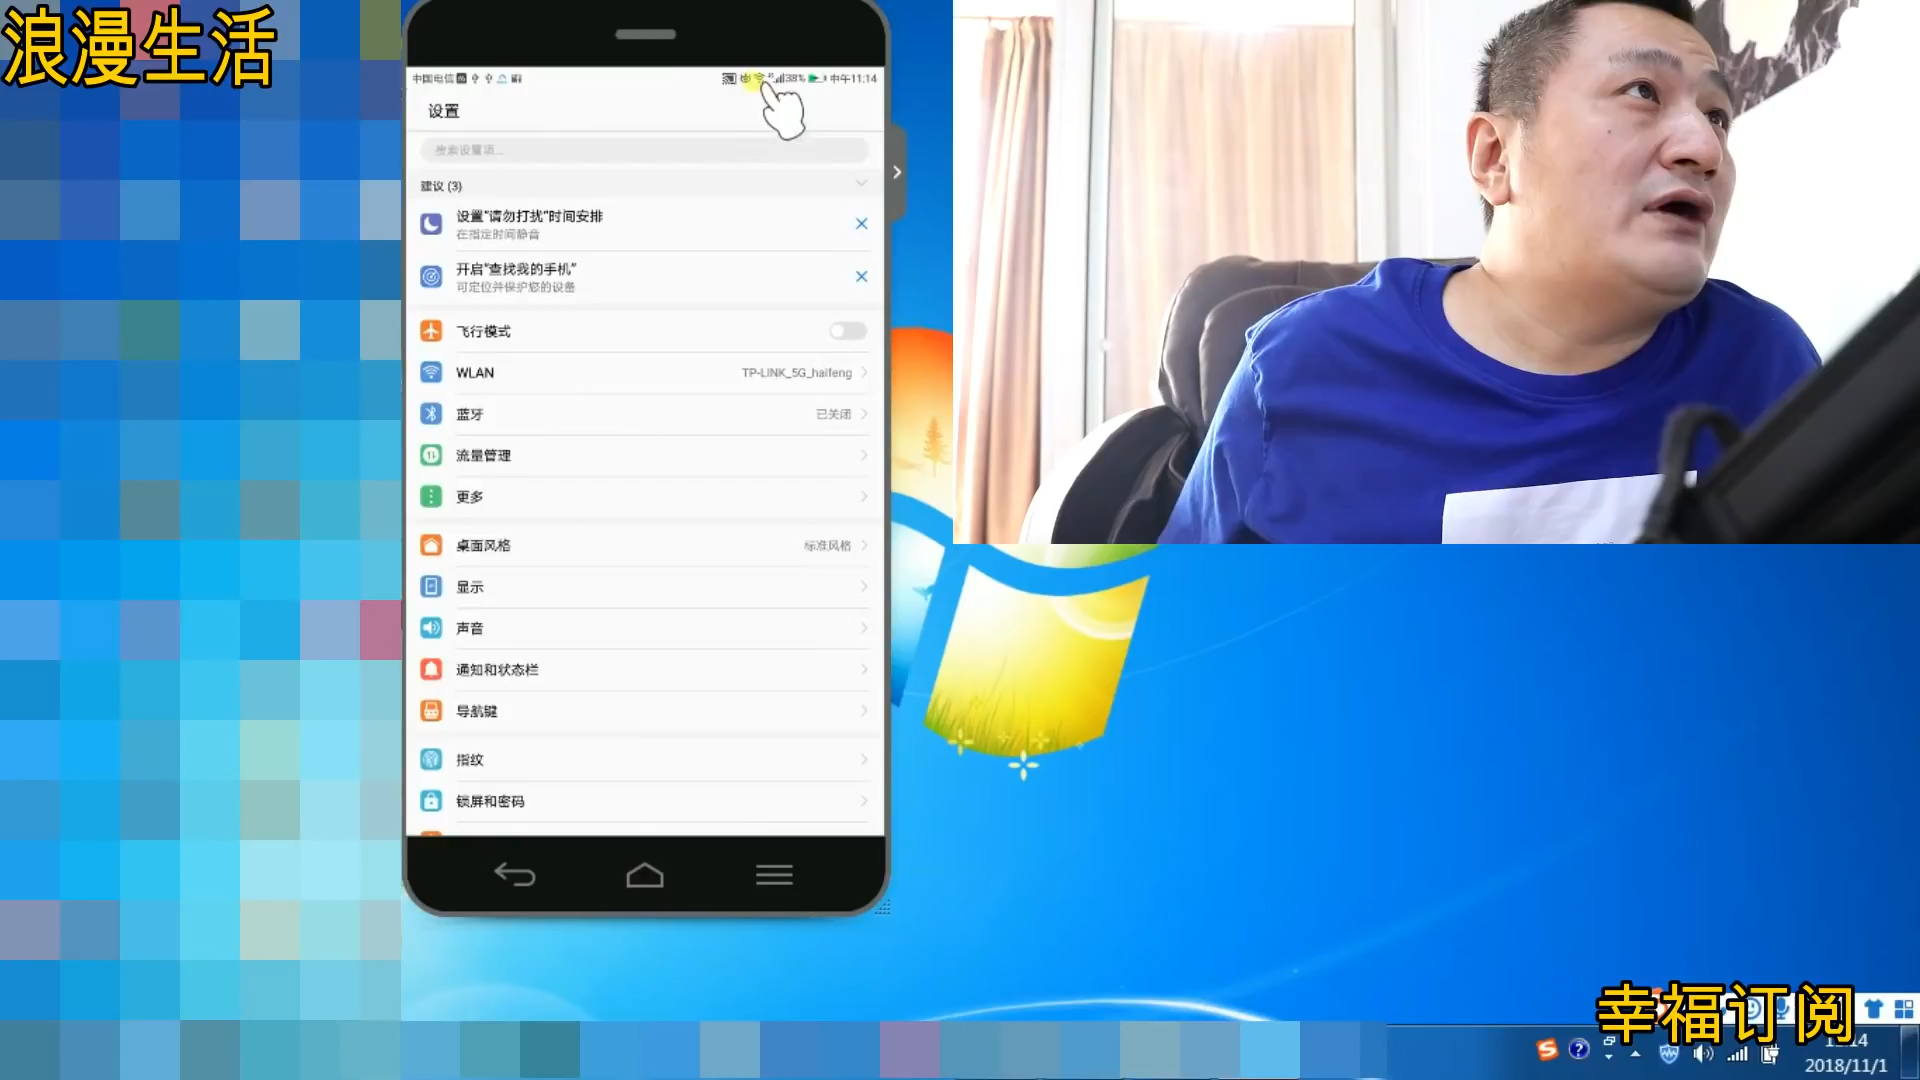 浪漫生活
中国电信
38% 中午11:14
设置
搜索设置项...
建议 (3)
设置"请勿打扰"时间安排
在指定时间静音
开启"查找我的手机"
可定位并保护您的设备
飞行模式
WLAN TP-LINK_5G_haifeng
蓝牙 已关闭
流量管理
更多
桌面风格 标准风格
显示
声音
通知和状态栏
导航键
指纹
锁屏和密码
幸福订阅
2018/11/1